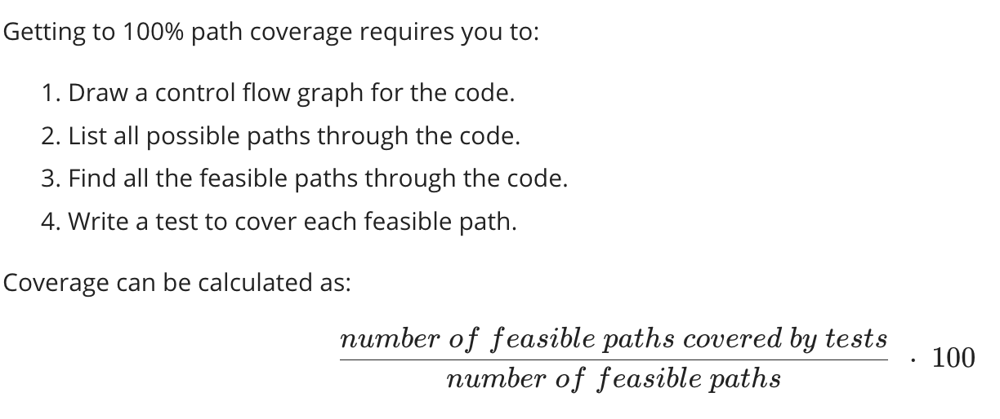 Getting to 100% path coverage requires you to:
1. Draw a control flow graph for the code.
2. List all possible paths through the code.
3. Find all the feasible paths through the code.
4. Write a test to cover each feasible path.
Coverage can be calculated as:
number of feasible paths covered by tests
· 100
number of feasible paths